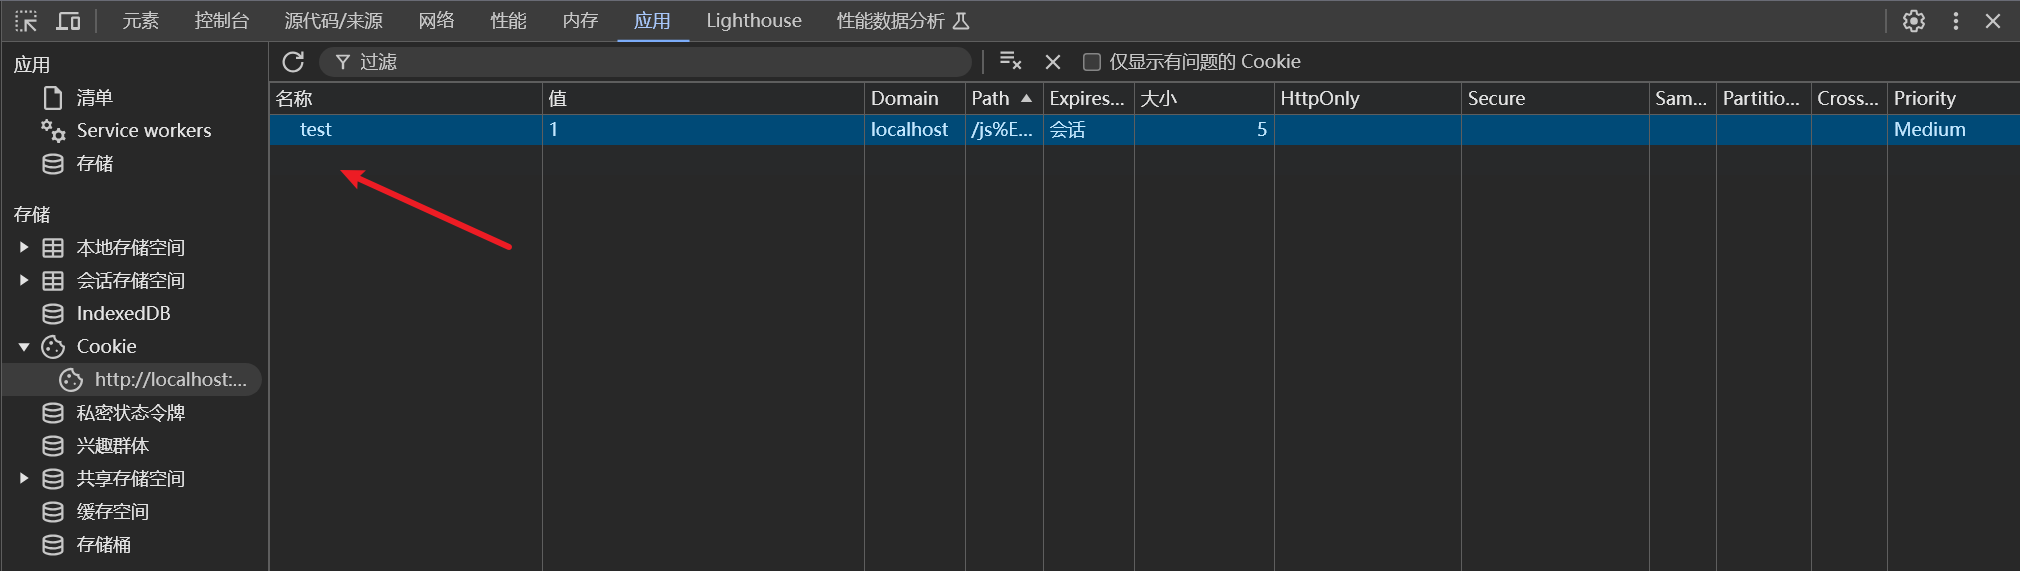 元素 控制台 源代码/来源 网络 性能 内存 应用 Lighthouse 性能数据分析
应用
清单
Service workers
存储
存储
本地存储空间
会话存储空间
IndexedDB
Cookie
http://localhost:...
私密状态令牌
兴趣群体
共享存储空间
缓存空间
存储桶
过滤 仅显示有问题的 Cookie
名称 值 Domain Path Expires... 大小 HttpOnly Secure Sam... Partitio... Cross... Priority
test 1 localhost /js%E... 会话 5 Medium